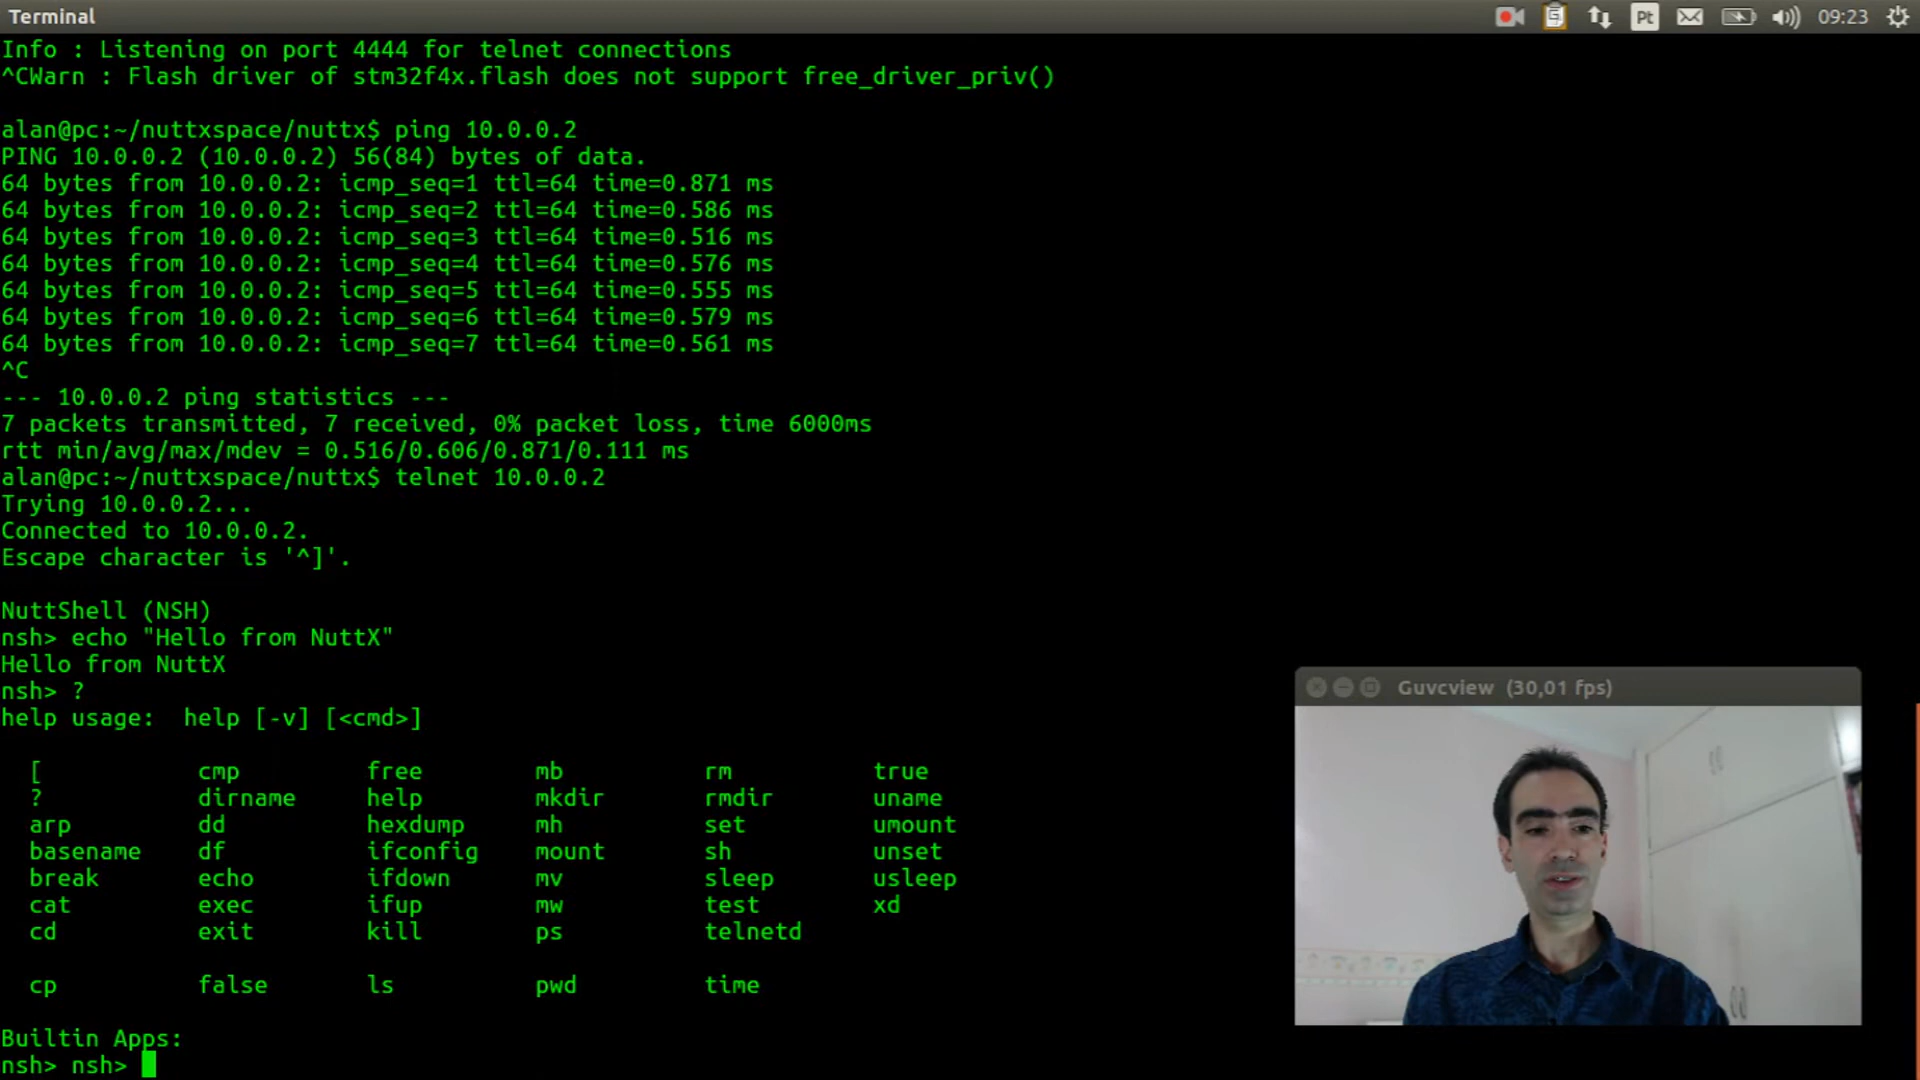 Terminal
Pt
09:23
Info : Listening on port 4444 for telnet connections
^CWarn : Flash driver of stm32f4x.flash does not support free_driver_priv()
alan@pc:~/nuttxspace/nuttx$ ping 10.0.0.2
PING 10.0.0.2 (10.0.0.2) 56(84) bytes of data.
64 bytes from 10.0.0.2: icmp_seq=1 ttl=64 time=0.871 ms
64 bytes from 10.0.0.2: icmp_seq=2 ttl=64 time=0.586 ms
64 bytes from 10.0.0.2: icmp_seq=3 ttl=64 time=0.516 ms
64 bytes from 10.0.0.2: icmp_seq=4 ttl=64 time=0.576 ms
64 bytes from 10.0.0.2: icmp_seq=5 ttl=64 time=0.555 ms
64 bytes from 10.0.0.2: icmp_seq=6 ttl=64 time=0.579 ms
64 bytes from 10.0.0.2: icmp_seq=7 ttl=64 time=0.561 ms
^C
--- 10.0.0.2 ping statistics ---
7 packets transmitted, 7 received, 0% packet loss, time 6000ms
rtt min/avg/max/mdev = 0.516/0.606/0.871/0.111 ms
alan@pc:~/nuttxspace/nuttx$ telnet 10.0.0.2
Trying 10.0.0.2...
Connected to 10.0.0.2.
Escape character is '^]'.
NuttShell (NSH)
nsh> echo "Hello from NuttX"
Hello from NuttX
nsh> ?
help usage:  help [-v] [<cmd>]
[ cmp free mb rm true
? dirname help mkdir rmdir uname
arp dd hexdump mh set umount
basename df ifconfig mount sh unset
break echo ifdown mv sleep usleep
cat exec ifup mw test xd
cd exit kill ps telnetd
cp false ls pwd time
Builtin Apps:
nsh> nsh>
Guvcview (30,01 fps)